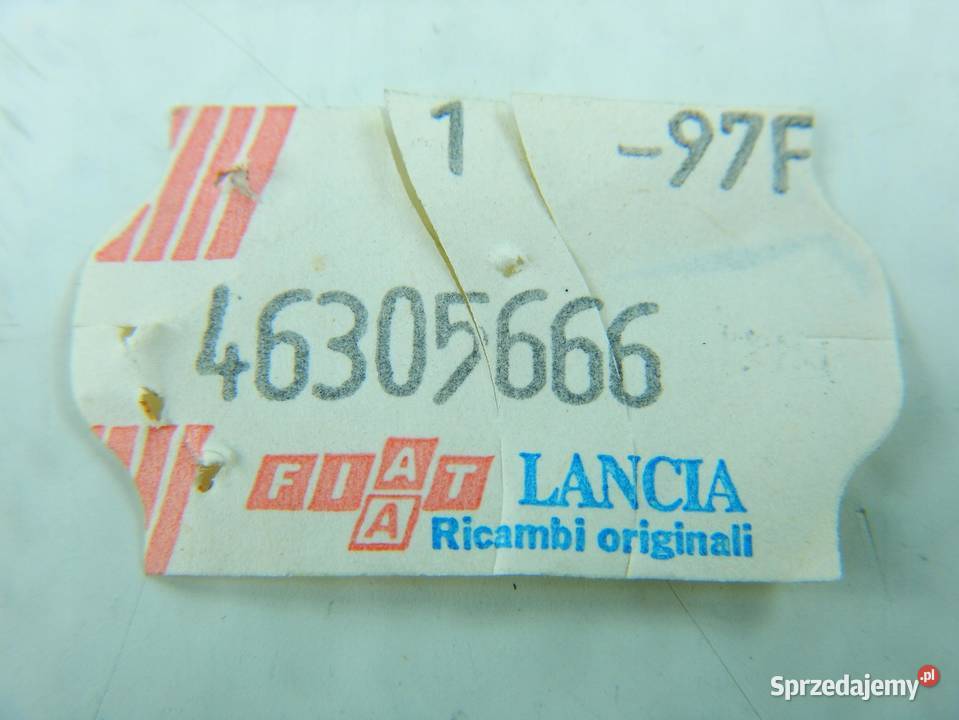 1 -97F
46305666
FIAT LANCIA
A Ricambi originali
Sprzedajemy.pl